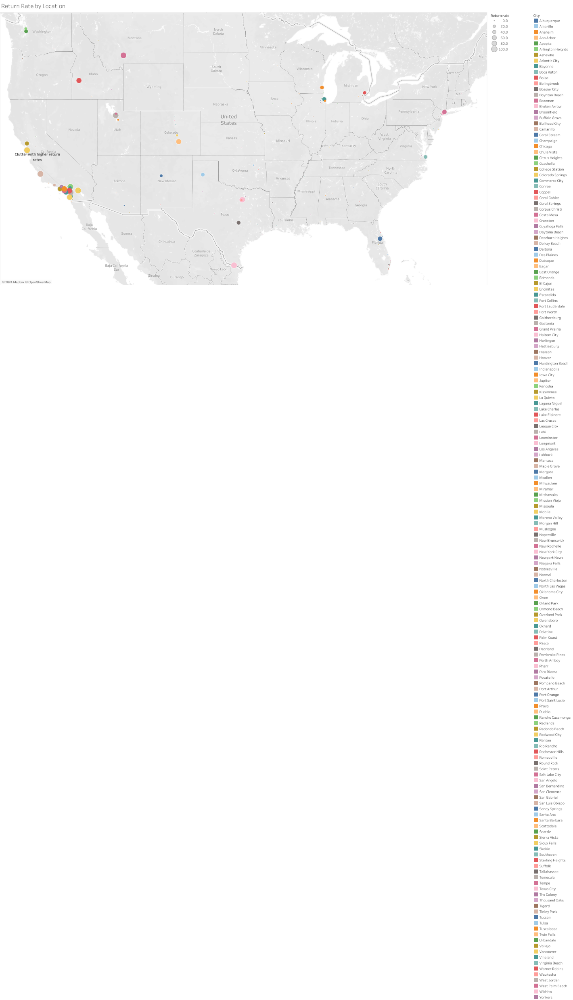 Return Rate by Location
Washington
Montana
North
Dakota
Minnesota
Maine
Oregon
Idaho
South
Dakota
Wisconsin
Michigan
Vermont
New York
Wyoming
MA
CT
RI
Iowa
Nebraska
Pennsylvania
NJ
United
States
Illinois
Indiana
Ohio
Nevada
Utah
Colorado
Kansas
Missouri
West
Virginia
DC
DE
Kentucky
Virginia
California
Clutter with higher return
rates
Arizona
New Mexico
Oklahoma
Arkansas
Tennessee
North
Carolina
South
Carolina
Mississippi
Alabama
Georgia
Texas
Louisiana
Baja
California
Sonora
Chihuahua
Florida
Coahuila de
Zaragoza
Baja California
Sur
Nuevo León
Sinaloa
Durango
Tamaulipas
© 2024 Mapbox © OpenStreetMap
Return rate
0.0
20.0
40.0
60.0
80.0
100.0
City
Albuquerque
Amarillo
Anaheim
Ann Arbor
Apopka
Arlington Heights
Asheville
Atlantic City
Bayonne
Boca Raton
Boise
Bolingbrook
Bossier City
Boynton Beach
Bozeman
Broken Arrow
Broomfield
Buffalo Grove
Bullhead City
Camarillo
Carol Stream
Champaign
Chicago
Chula Vista
Citrus Heights
Coachella
College Station
Colorado Springs
Commerce City
Conroe
Coppell
Coral Gables
Coral Springs
Corpus Christi
Costa Mesa
Cranston
Cuyahoga Falls
Daytona Beach
Dearborn Heights
Delray Beach
Deltona
Des Plaines
Dubuque
Eagan
East Orange
Edmonds
El Cajon
Encinitas
Escondido
Fort Collins
Fort Lauderdale
Fort Worth
Gaithersburg
Gastonia
Grand Prairie
Haltom City
Harlingen
Hattiesburg
Hialeah
Hoover
Huntington Beach
Indianapolis
Iowa City
Jupiter
Kenosha
Kissimmee
La Quinta
Laguna Niguel
Lake Charles
Lake Elsinore
Las Cruces
League City
Lehi
Leominster
Longmont
Los Angeles
Lubbock
Manteca
Maple Grove
Margate
Mcallen
Milwaukee
Miramar
Mishawaka
Mission Viejo
Missoula
Mobile
Moreno Valley
Morgan Hill
Muskogee
Naperville
New Brunswick
New Rochelle
New York City
Newport News
Niagara Falls
Noblesville
Normal
North Charleston
North Las Vegas
Oklahoma City
Orem
Orland Park
Ormond Beach
Overland Park
Owensboro
Oxnard
Palatine
Palm Coast
Pasco
Pearland
Pembroke Pines
Perth Amboy
Pharr
Pico Rivera
Pocatello
Pompano Beach
Port Arthur
Port Orange
Port Saint Lucie
Provo
Pueblo
Rancho Cucamonga
Redlands
Redondo Beach
Redwood City
Renton
Rio Rancho
Rochester Hills
Romeoville
Round Rock
Saint Peters
Salt Lake City
San Angelo
San Bernardino
San Clemente
San Gabriel
San Luis Obispo
Sandy Springs
Santa Ana
Santa Barbara
Scottsdale
Seattle
Sierra Vista
Sioux Falls
Skokie
Southaven
Sterling Heights
Suffolk
Tallahassee
Temecula
Tempe
Texas City
The Colony
Thousand Oaks
Tigard
Tinley Park
Tucson
Tulsa
Tuscaloosa
Twin Falls
Urbandale
Vallejo
Vancouver
Vineland
Virginia Beach
Warner Robins
Waukesha
West Jordan
West Palm Beach
Wichita
Yonkers